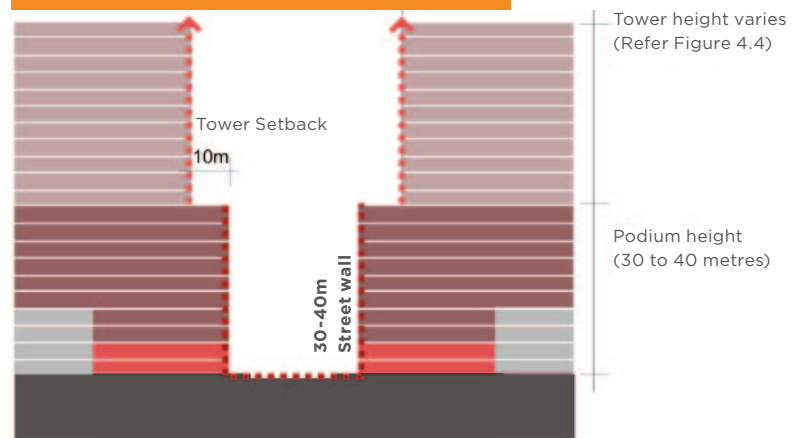 Tower height varies
(Refer Figure 4.4)
Tower Setback
10m
30-40m
Street wall
Podium height
(30 to 40 metres)